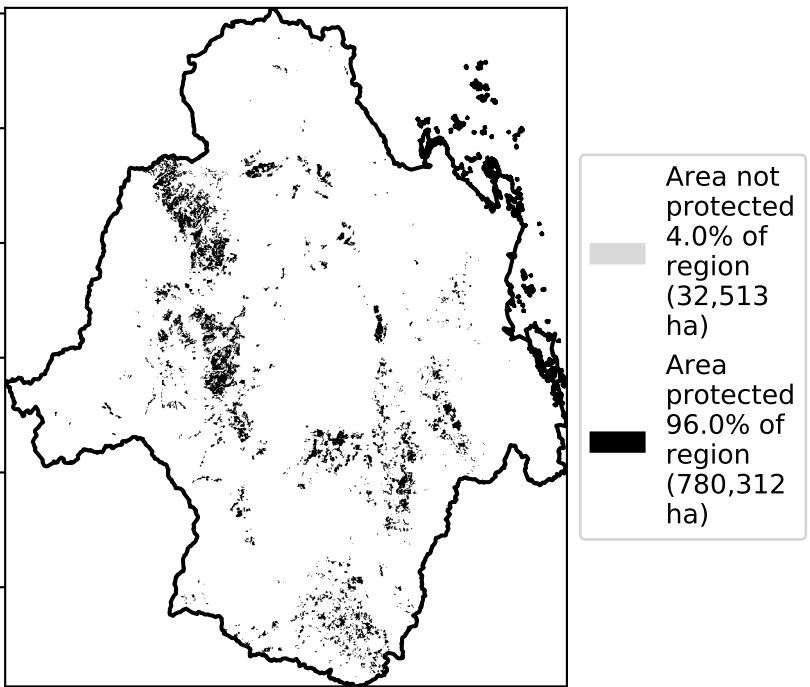 Area not
protected
4.0% of
region
(32,513
ha)
Area
protected
96.0% of
region
(780,312
ha)